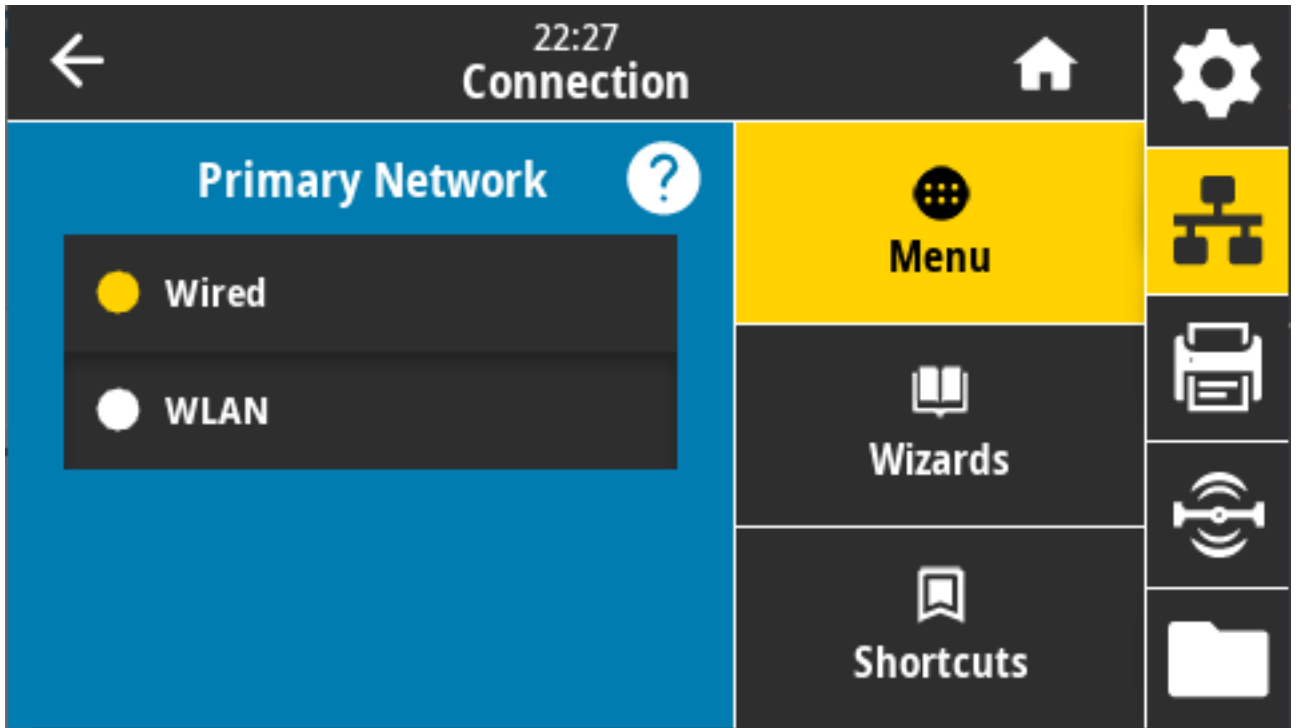 22:27
Connection
Primary Network
?
Wired
WLAN
Menu
Wizards
Shortcuts